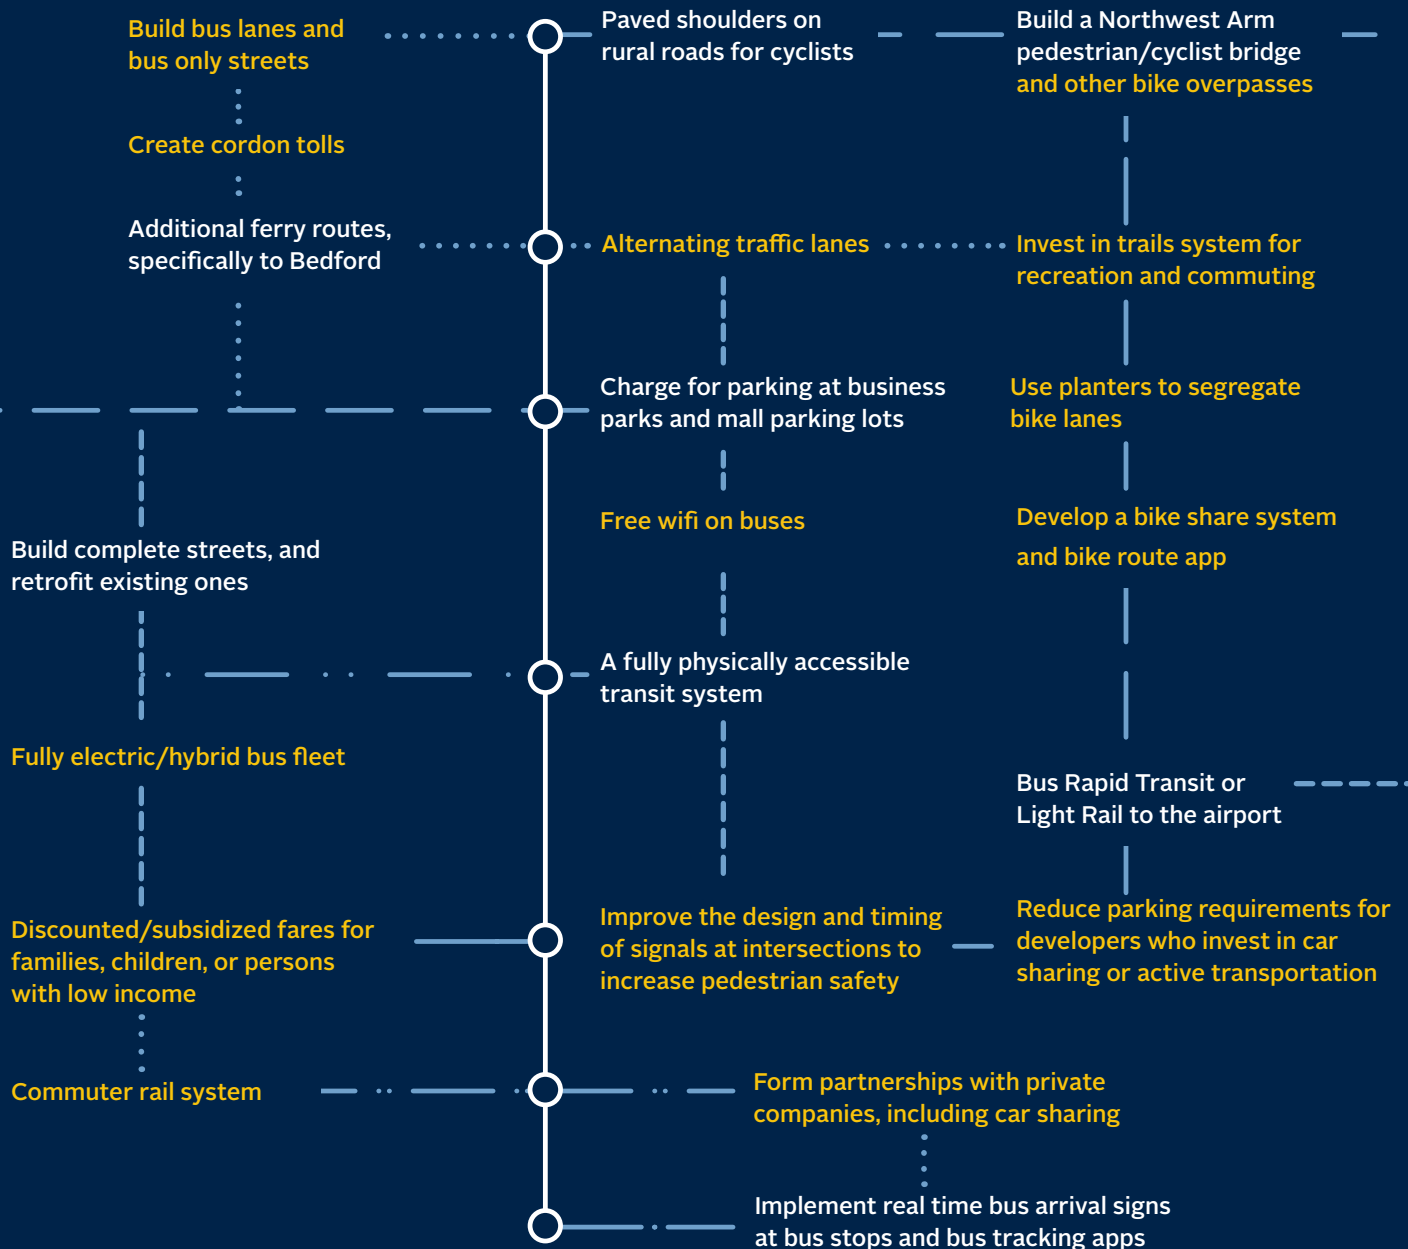 Build bus lanes and
bus only streets
Paved shoulders on
rural roads for cyclists
Build a Northwest Arm
pedestrian/cyclist bridge
and other bike overpasses
Create cordon tolls
Additional ferry routes,
specifically to Bedford
Alternating traffic lanes
Invest in trails system for
recreation and commuting
Charge for parking at business
parks and mall parking lots
Use planters to segregate
bike lanes
Free wifi on buses
Develop a bike share system
and bike route app
Build complete streets, and
retrofit existing ones
A fully physically accessible
transit system
Fully electric/hybrid bus fleet
Bus Rapid Transit or
Light Rail to the airport
Discounted/subsidized fares for
families, children, or persons
with low income
Improve the design and timing
of signals at intersections to
increase pedestrian safety
Reduce parking requirements for
developers who invest in car
sharing or active transportation
Commuter rail system
Form partnerships with private
companies, including car sharing
Implement real time bus arrival signs
at bus stops and bus tracking apps